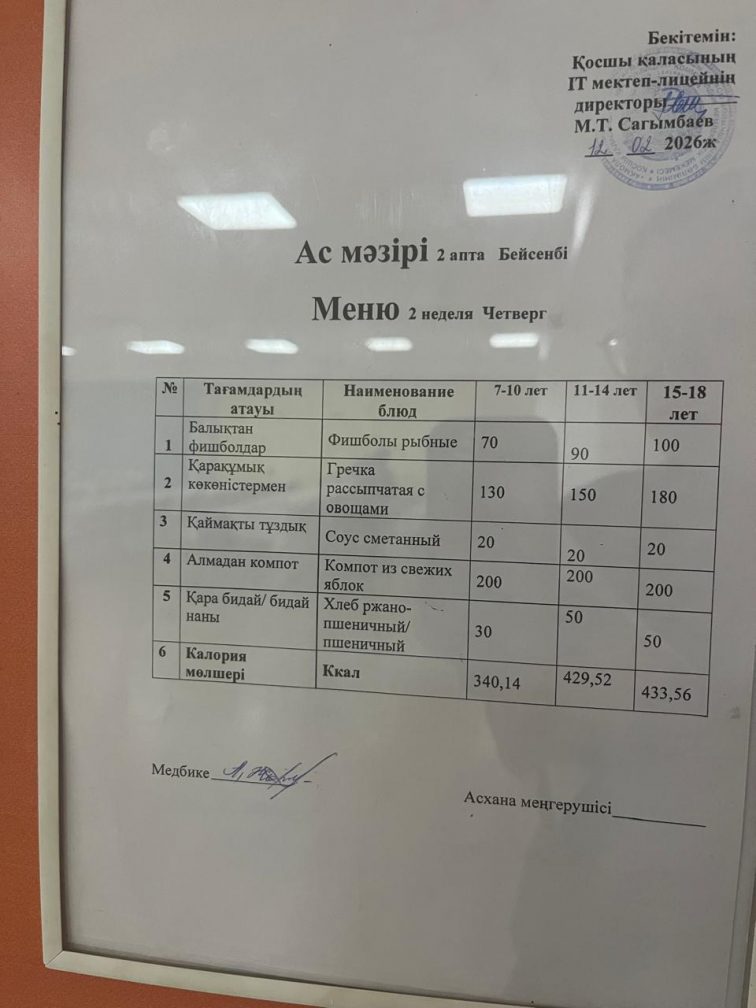 Бекітемін:
Қосшы қаласының
IT мектеп-лицейнің
директоры
М.Т. Сагымбаев
12 02 2026ж
Ас мәзірі 2 апта Бейсенбі
Меню 2 неделя Четверг
№ Тағамдардың атауы Наименование блюд 7-10 лет 11-14 лет 15-18 лет
1 Балықтан фишболдар Фишболы рыбные 70 90 100
2 Қарақұмық көкөністермен Гречка рассыпчатая с овощами 130 150 180
3 Қаймақты тұздық Соус сметанный 20 20 20
4 Алмадан компот Компот из свежих яблок 200 200 200
5 Қара бидай/ бидай наны Хлеб ржано-пшеничный/ пшеничный 30 50 50
6 Калория мөлшері Ккал 340,14 429,52 433,56
Медбике
Асхана меңгерушісі